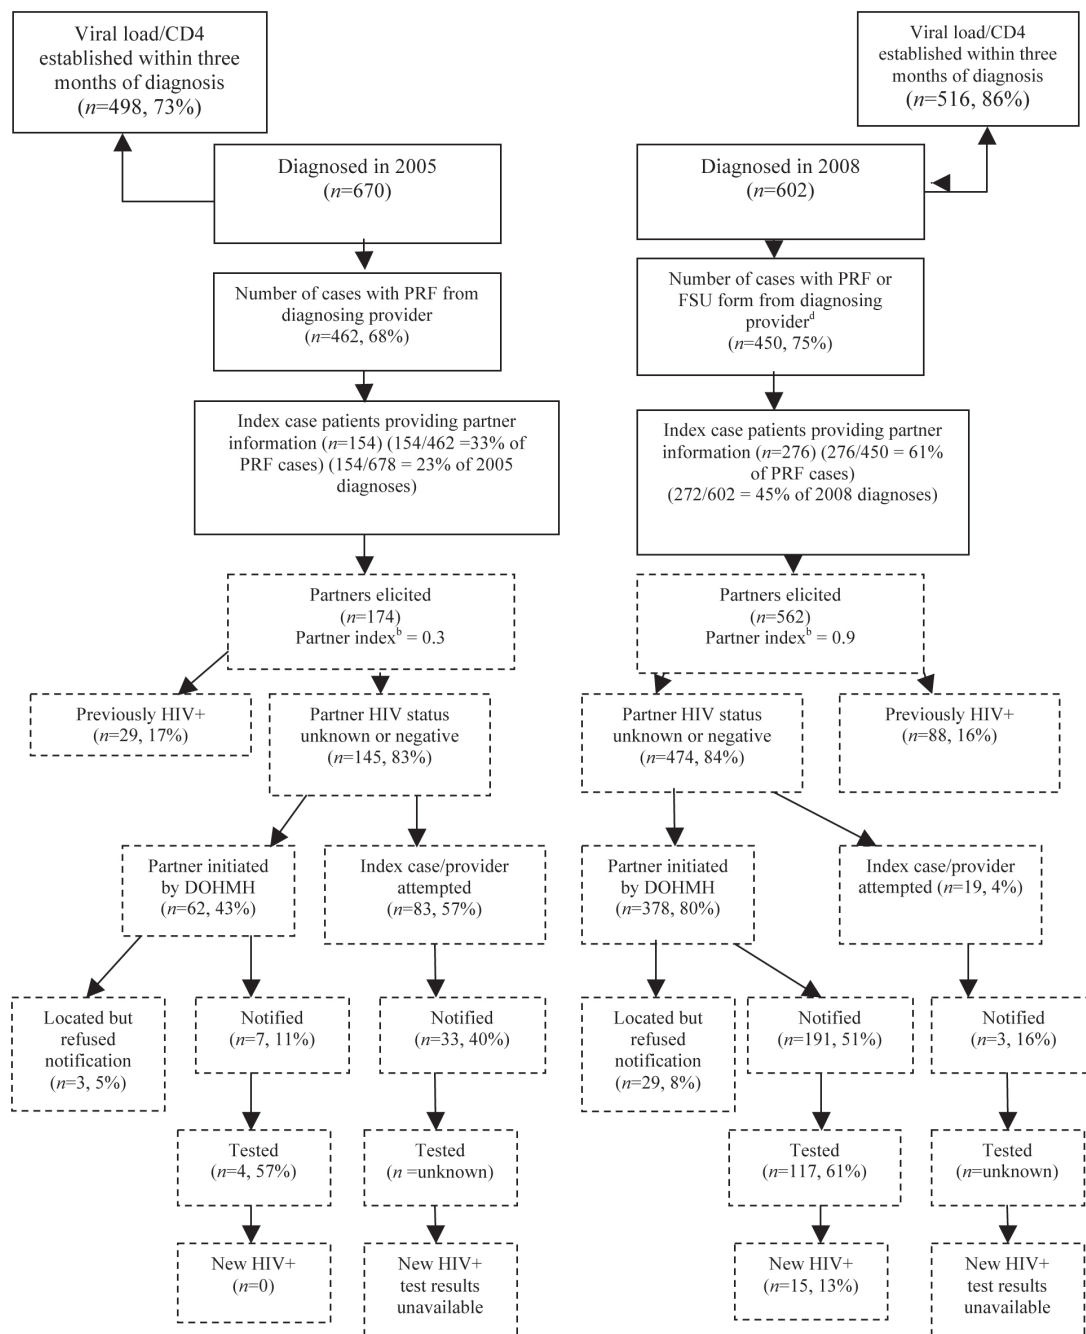 Viral load/CD4
established within three
months of diagnosis
(n=498, 73%)
Diagnosed in 2005
(n=670)
Number of cases with PRF from
diagnosing provider
(n=462, 68%)
Index case patients providing partner
information (n=154) (154/462 =33% of
PRF cases) (154/678 = 23% of 2005
diagnoses)
Partners elicited
(n=174)
Partner index^b = 0.3
Previously HIV+
(n=29, 17%)
Partner HIV status
unknown or negative
(n=145, 83%)
Partner initiated
by DOHMH
(n=62, 43%)
Index case/provider
attempted
(n=83, 57%)
Located but
refused
notification
(n=3, 5%)
Notified
(n=7, 11%)
Notified
(n=33, 40%)
Tested
(n=4, 57%)
Tested
(n =unknown)
New HIV+
(n=0)
New HIV+
test results
unavailable
Viral load/CD4
established within three
months of diagnosis
(n=516, 86%)
Diagnosed in 2008
(n=602)
Number of cases with PRF or
FSU form from diagnosing
provider^d
(n=450, 75%)
Index case patients providing partner
information (n=276) (276/450 = 61%
of PRF cases)
(272/602 = 45% of 2008 diagnoses)
Partners elicited
(n=562)
Partner index^b = 0.9
Partner HIV status
unknown or negative
(n=474, 84%)
Previously HIV+
(n=88, 16%)
Partner initiated
by DOHMH
(n=378, 80%)
Index case/provider
attempted (n=19, 4%)
Located but
refused
notification
(n=29, 8%)
Notified
(n=191, 51%)
Notified
(n=3, 16%)
Tested
(n=117, 61%)
Tested
(n=unknown)
New HIV+
(n=15, 13%)
New HIV+
test results
unavailable